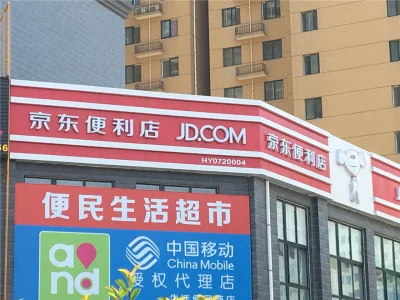 京东便利店 JD.COM
京东便利店
HY0720004
便民生活超市
and
中国移动
China Mobile
授权代理店